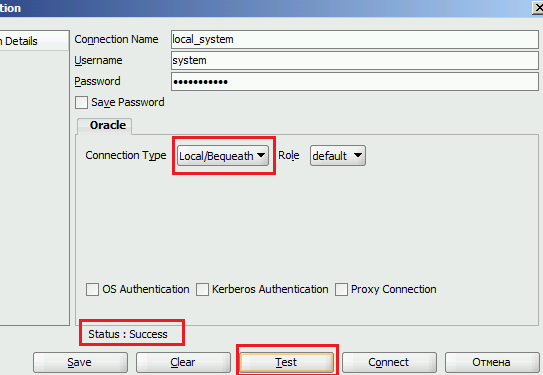 tion
n Details
Connection Name local_system
Username system
Password •••••••••••
Save Password
Oracle
Connection Type Local/Bequeath Role default
OS Authentication Kerberos Authentication Proxy Connection
Status : Success
Save Clear Test Connect Отмена